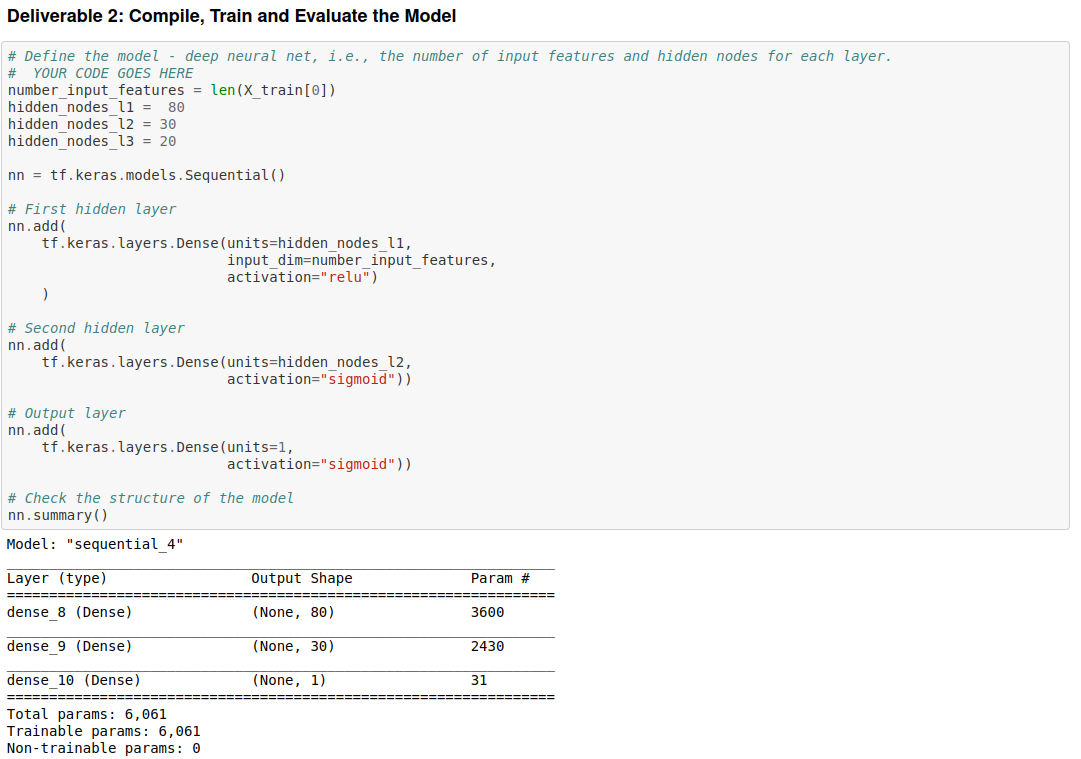 Deliverable 2: Compile, Train and Evaluate the Model
# Define the model - deep neural net, i.e., the number of input features and hidden nodes for each layer.
#  YOUR CODE GOES HERE
number_input_features = len(X_train[0])
hidden_nodes_l1 =  80
hidden_nodes_l2 = 30
hidden_nodes_l3 = 20

nn = tf.keras.models.Sequential()

# First hidden layer
nn.add(
    tf.keras.layers.Dense(units=hidden_nodes_l1,
                          input_dim=number_input_features,
                          activation="relu")
    )

# Second hidden layer
nn.add(
    tf.keras.layers.Dense(units=hidden_nodes_l2,
                          activation="sigmoid"))

# Output layer
nn.add(
    tf.keras.layers.Dense(units=1,
                          activation="sigmoid"))

# Check the structure of the model
nn.summary()
Model: "sequential_4"
_________________________________________________________________
Layer (type)                 Output Shape              Param #
=================================================================
dense_8 (Dense)              (None, 80)                3600
_________________________________________________________________
dense_9 (Dense)              (None, 30)                2430
_________________________________________________________________
dense_10 (Dense)             (None, 1)                 31
=================================================================
Total params: 6,061
Trainable params: 6,061
Non-trainable params: 0